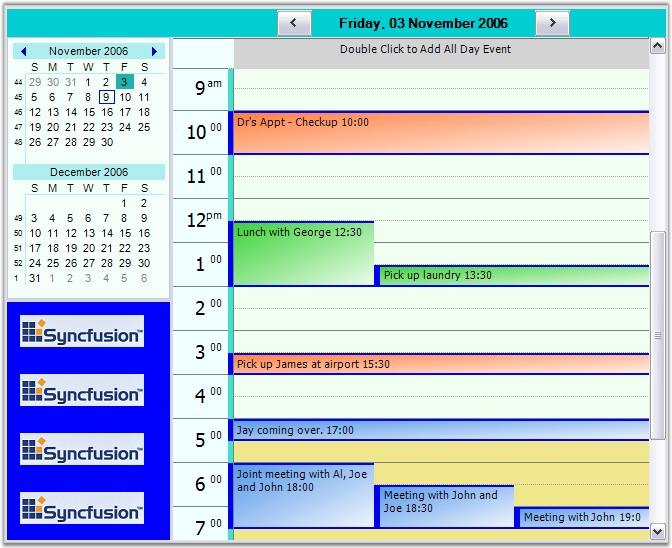 < Friday, 03 November 2006 >
November 2006
S M T W T F S
44 29 30 31 1 2 3 4
45 5 6 7 8 9 10 11
46 12 13 14 15 16 17 18
47 19 20 21 22 23 24 25
48 26 27 28 29 30
December 2006
S M T W T F S
1 2
49 3 4 5 6 7 8 9
50 10 11 12 13 14 15 16
51 17 18 19 20 21 22 23
52 24 25 26 27 28 29 30
1 31 1 2 3 4 5 6
Syncfusion™
Syncfusion™
Syncfusion™
Syncfusion™
Double Click to Add All Day Event
9 am
10 00
Dr's Appt - Checkup 10:00
11 00
12 pm
Lunch with George 12:30
1 00
Pick up laundry 13:30
2 00
3 00
Pick up James at airport 15:30
4 00
5 00
Jay coming over. 17:00
6 00
Joint meeting with Al, Joe
and John 18:00
Meeting with John and
Joe 18:30
Meeting with John 19:0
7 00